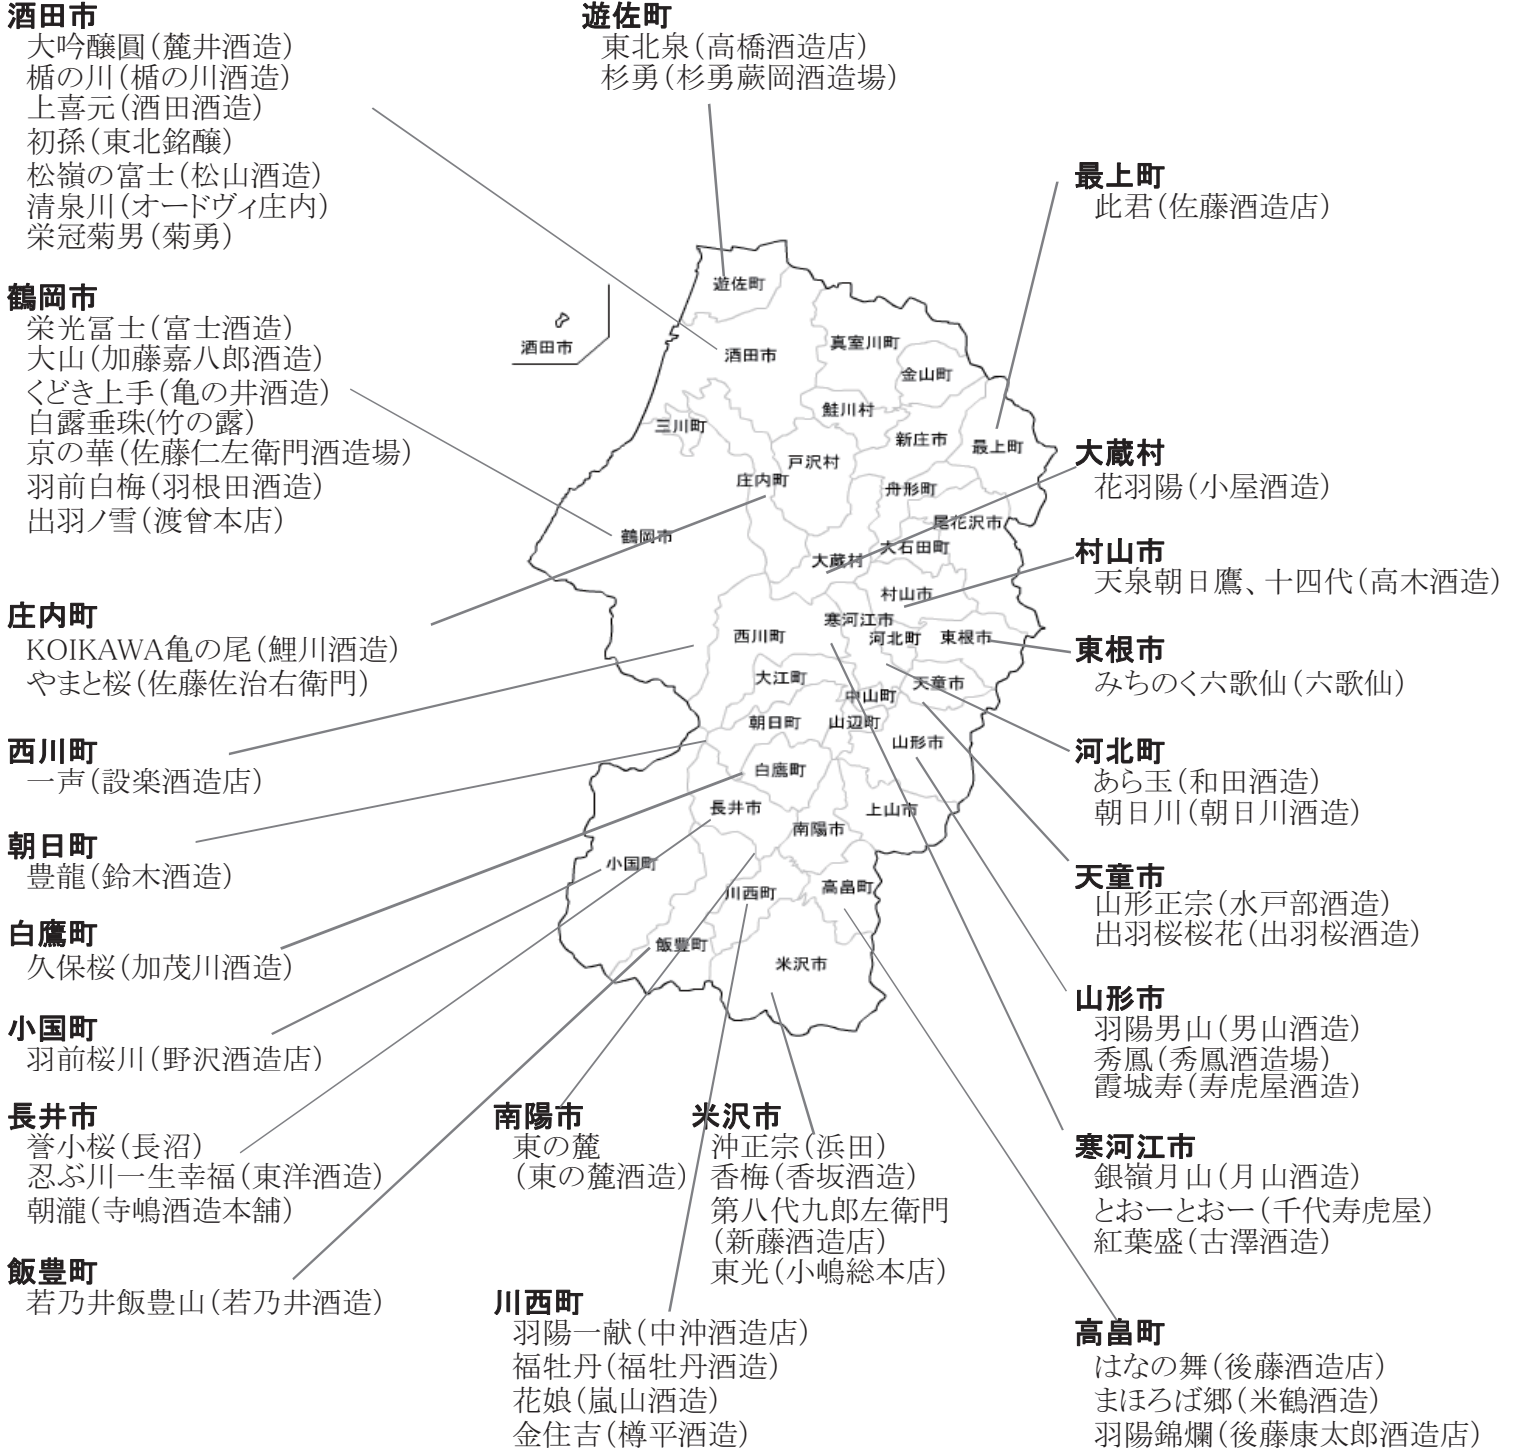 酒田市
大吟醸圓（麓井酒造）
楯の川（楯の川酒造）
上喜元（酒田酒造）
初孫（東北銘醸）
松嶺の富士（松山酒造）
清泉川（オードヴィ庄内）
栄冠菊男（菊勇）
遊佐町
東北泉（高橋酒造店）
杉勇（杉勇蕨岡酒造場）
最上町
此君（佐藤酒造店）
鶴岡市
栄光冨士（富士酒造）
大山（加藤嘉八郎酒造）
くどき上手（亀の井酒造）
白露垂珠(竹の露）
京の華（佐藤仁左衛門酒造場）
羽前白梅（羽根田酒造）
出羽ノ雪（渡曾本店）
大蔵村
花羽陽（小屋酒造）
村山市
天泉朝日鷹、十四代（高木酒造）
庄内町
KOIKAWA亀の尾（鯉川酒造）
やまと桜（佐藤佐治右衛門）
東根市
みちのく六歌仙（六歌仙）
西川町
一声（設楽酒造店）
河北町
あら玉（和田酒造）
朝日川（朝日川酒造）
朝日町
豊龍（鈴木酒造）
天童市
山形正宗（水戸部酒造）
出羽桜桜花（出羽桜酒造）
白鷹町
久保桜（加茂川酒造）
山形市
羽陽男山（男山酒造）
秀鳳（秀鳳酒造場）
霞城寿（寿虎屋酒造）
小国町
羽前桜川（野沢酒造店）
長井市
誉小桜（長沼）
忍ぶ川一生幸福（東洋酒造）
朝瀧（寺嶋酒造本舗）
南陽市
東の麓
（東の麓酒造）
米沢市
沖正宗（浜田）
香梅（香坂酒造）
第八代九郎左衛門
（新藤酒造店）
東光（小嶋総本店）
寒河江市
銀嶺月山（月山酒造）
とおーとおー（千代寿虎屋）
紅葉盛（古澤酒造）
飯豊町
若乃井飯豊山（若乃井酒造）
川西町
羽陽一献（中沖酒造店）
福牡丹（福牡丹酒造）
花娘（嵐山酒造）
金住吉（樽平酒造）
高畠町
はなの舞（後藤酒造店）
まほろば郷（米鶴酒造）
羽陽錦爛（後藤康太郎酒造店）
遊佐町
酒田市
酒田市
真室川町
金山町
鮭川村
三川町
新庄市
最上町
戸沢村
庄内町
舟形町
尾花沢市
鶴岡市
大石田町
大蔵村
村山市
寒河江市
西川町
河北町
東根市
大江町
天童市
中山町
朝日町
山辺町
山形市
白鷹町
長井市
上山市
南陽市
小国町
川西町
高畠町
飯豊町
米沢市